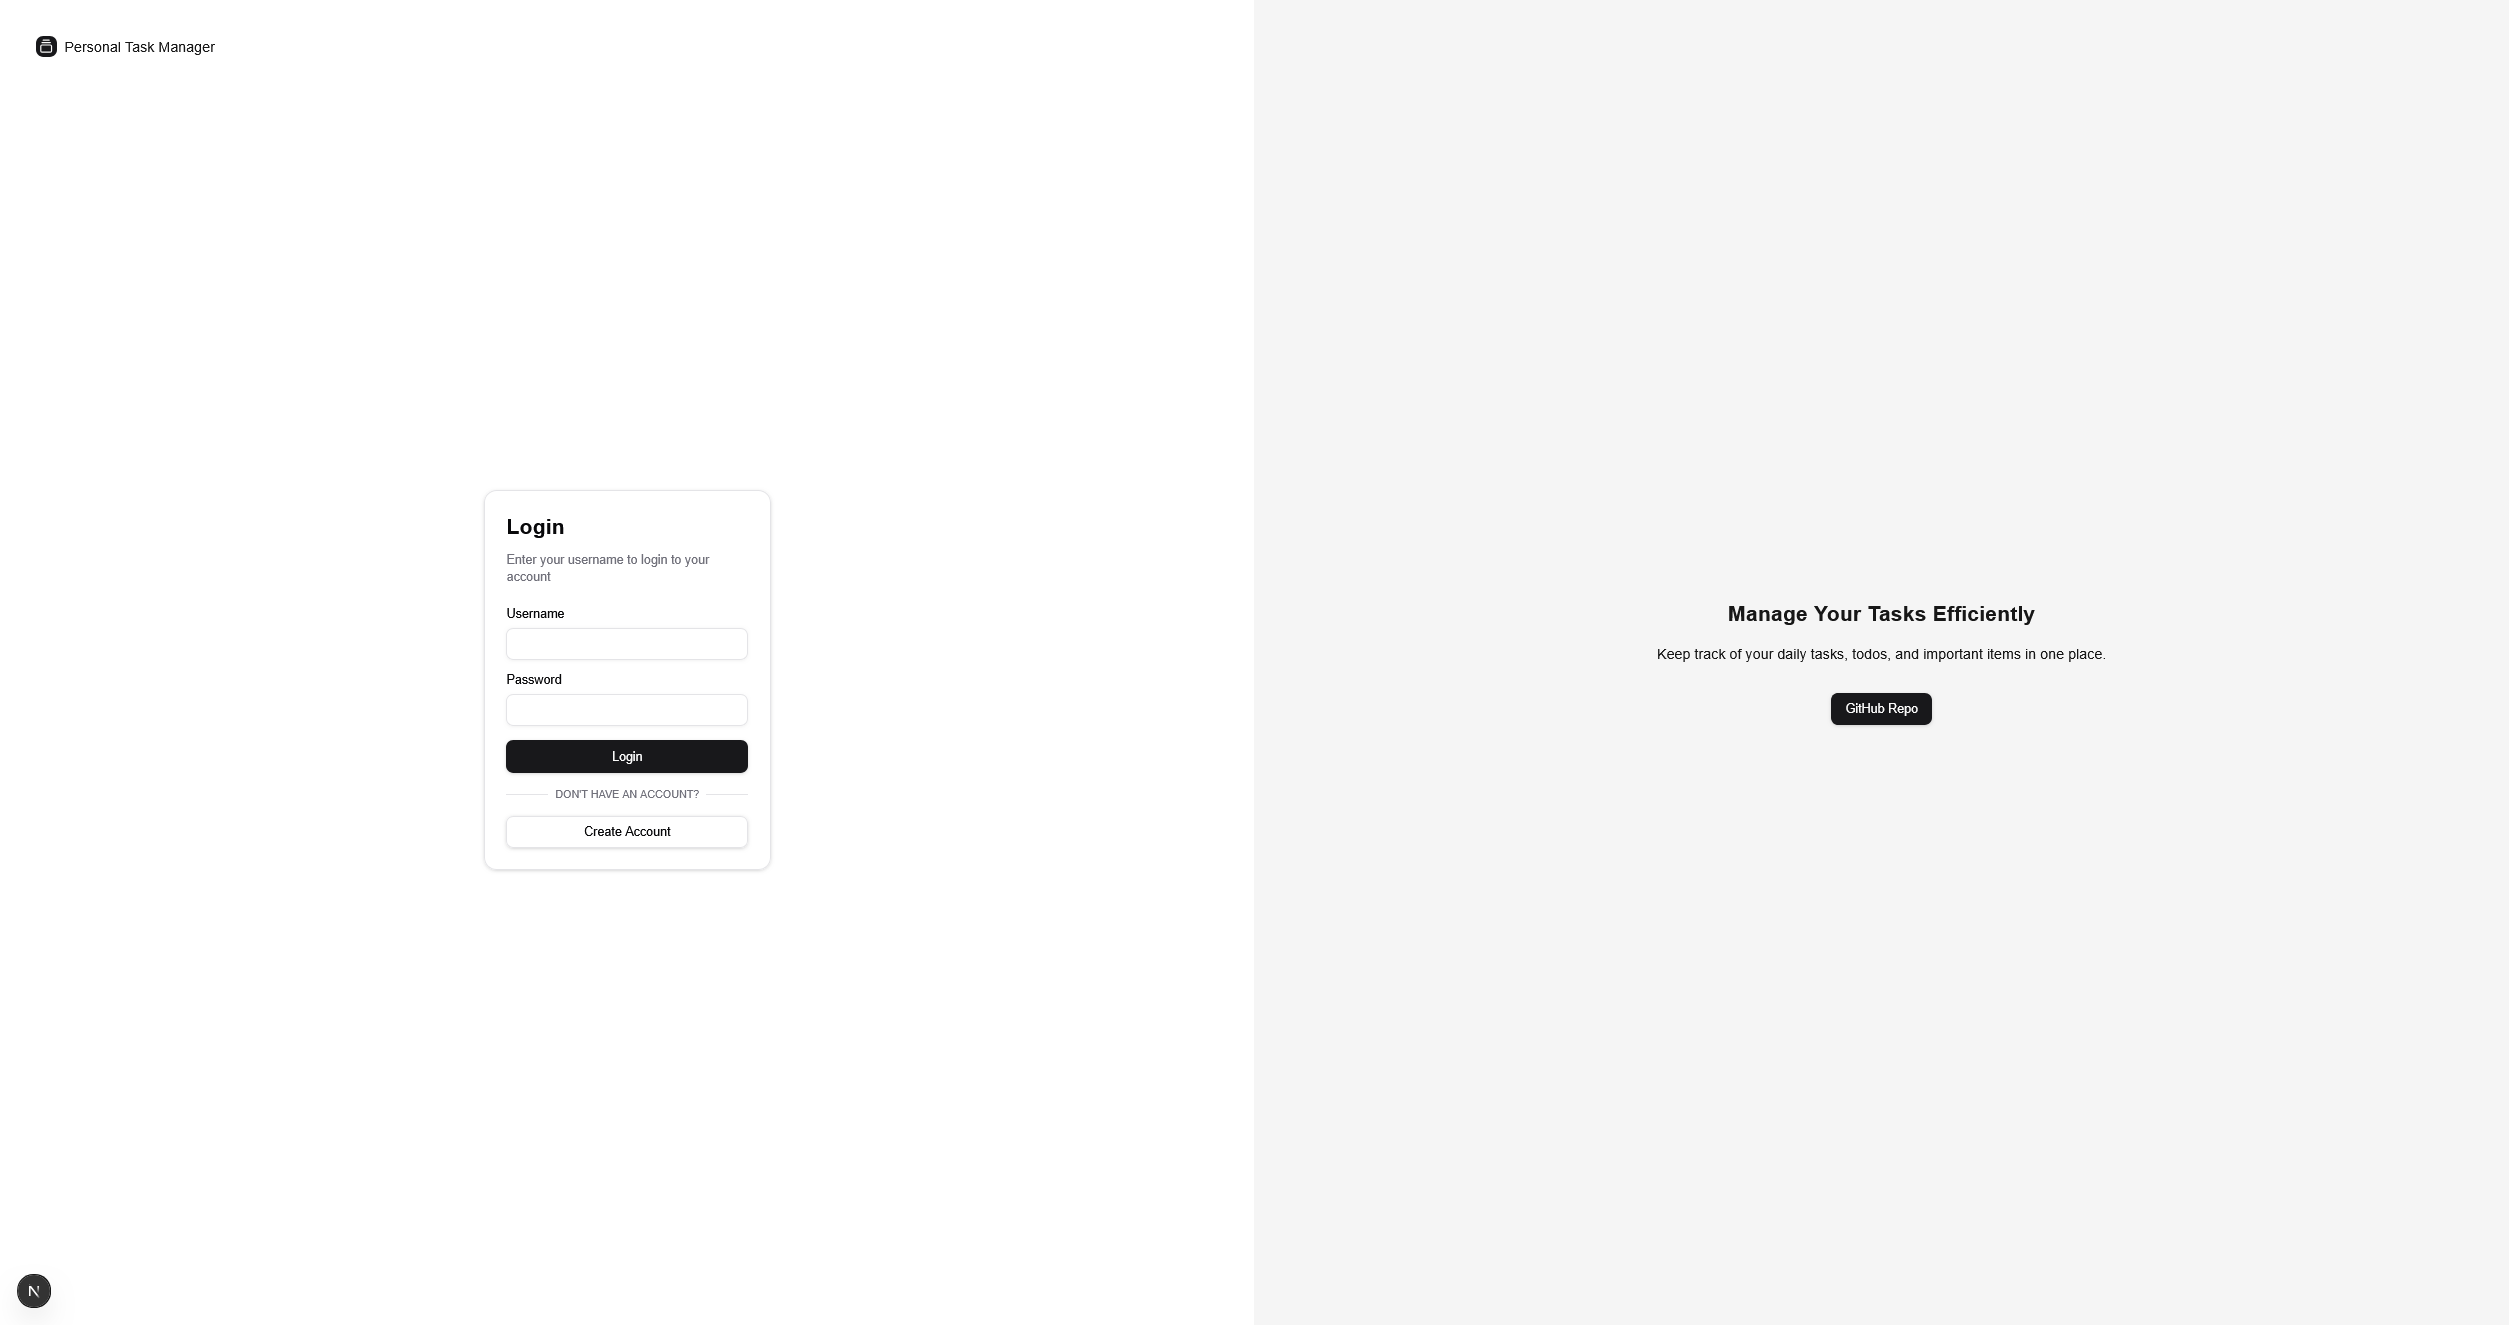 Personal Task Manager
Login
Enter your username to login to your
account
Username
Password
Login
DON'T HAVE AN ACCOUNT?
Create Account
N
Manage Your Tasks Efficiently
Keep track of your daily tasks, todos, and important items in one place.
GitHub Repo